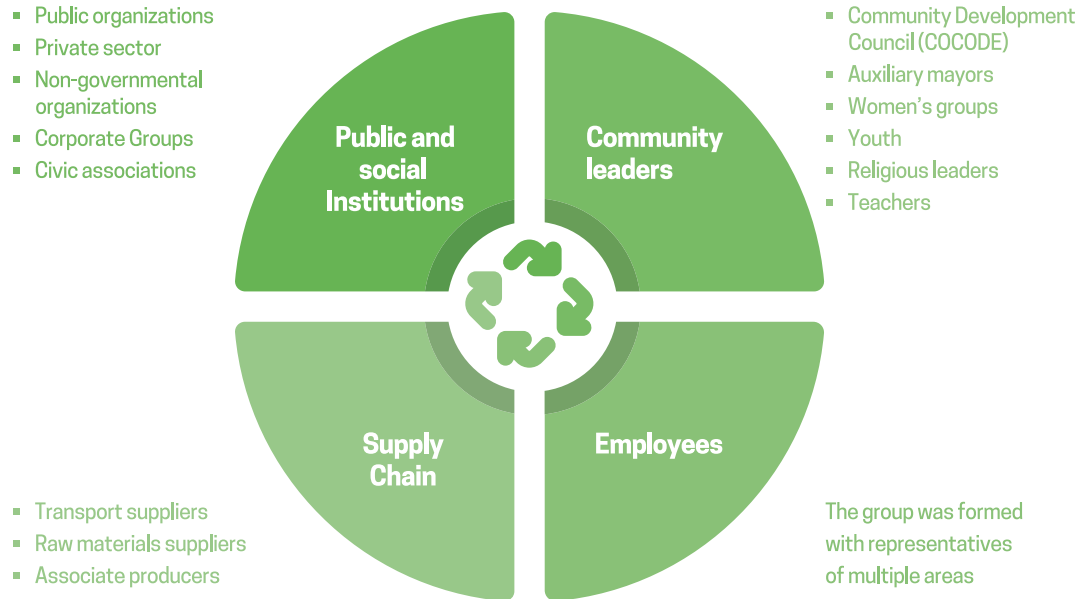 Public organizations
Private sector
Non-governmental
organizations
Corporate Groups
Civic associations
Public and
social
Institutions
Community
leaders
Community Development
Council (COCODE)
Auxiliary mayors
Women's groups
Youth
Religious leaders
Teachers
Supply
Chain
Transport suppliers
Raw materials suppliers
Associate producers
Employees
The group was formed
with representatives
of multiple areas